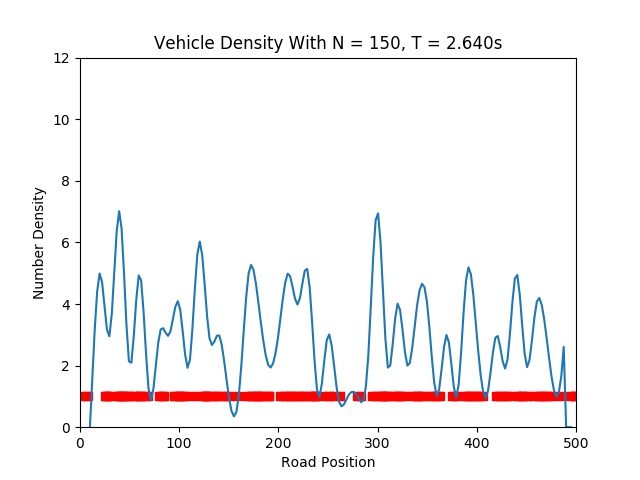 Vehicle Density With N = 150, T = 2.640s
12
10
8
6
4
2
0
Number Density
0 100 200 300 400 500
Road Position